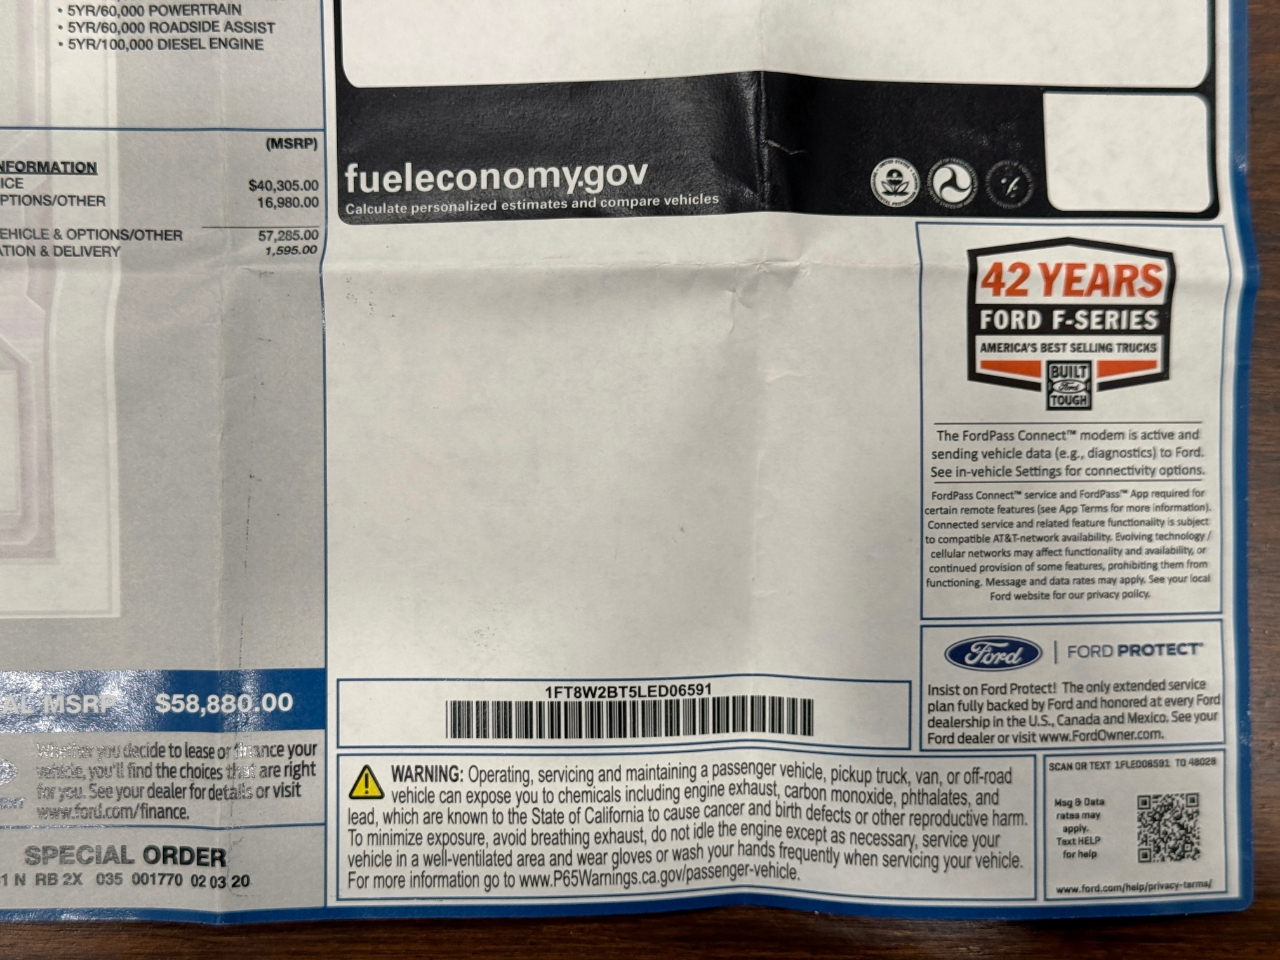 • 5YR/60,000 POWERTRAIN
• 5YR/60,000 ROADSIDE ASSIST
• 5YR/100,000 DIESEL ENGINE
(MSRP)
NFORMATION
ICE $40,305.00
PTIONS/OTHER 16,980.00
EHICLE & OPTIONS/OTHER 57,285.00
ATION & DELIVERY 1,595.00
AL MSRP $58,880.00
Whether you decide to lease or finance your
vehicle, you'll find the choices that are right
for you. See your dealer for details or visit
www.ford.com/finance.
SPECIAL ORDER
1 N RB 2X 035 001770 02 03 20
fueleconomy.gov
Calculate personalized estimates and compare vehicles
1FT8W2BT5LED06591
WARNING: Operating, servicing and maintaining a passenger vehicle, pickup truck, van, or off-road
vehicle can expose you to chemicals including engine exhaust, carbon monoxide, phthalates, and
lead, which are known to the State of California to cause cancer and birth defects or other reproductive harm.
To minimize exposure, avoid breathing exhaust, do not idle the engine except as necessary, service your
vehicle in a well-ventilated area and wear gloves or wash your hands frequently when servicing your vehicle.
For more information go to www.P65Warnings.ca.gov/passenger-vehicle.
42 YEARS
FORD F-SERIES
AMERICA'S BEST SELLING TRUCKS
BUILT
Ford
TOUGH
The FordPass Connect™ modem is active and
sending vehicle data (e.g., diagnostics) to Ford.
See in-vehicle Settings for connectivity options.
FordPass Connect™ service and FordPass™ App required for
certain remote features (see App Terms for more information).
Connected service and related feature functionality is subject
to compatible AT&T-network availability. Evolving technology /
cellular networks may affect functionality and availability, or
continued provision of some features, prohibiting them from
functioning. Message and data rates may apply. See your local
Ford website for our privacy policy.
Ford | FORD PROTECT
Insist on Ford Protect! The only extended service
plan fully backed by Ford and honored at every Ford
dealership in the U.S., Canada and Mexico. See your
Ford dealer or visit www.FordOwner.com.
SCAN OR TEXT 1FLED06591 TO 48028
Msg & Data
rates may
apply.
Text HELP
for help
www.ford.com/help/privacy-terms/